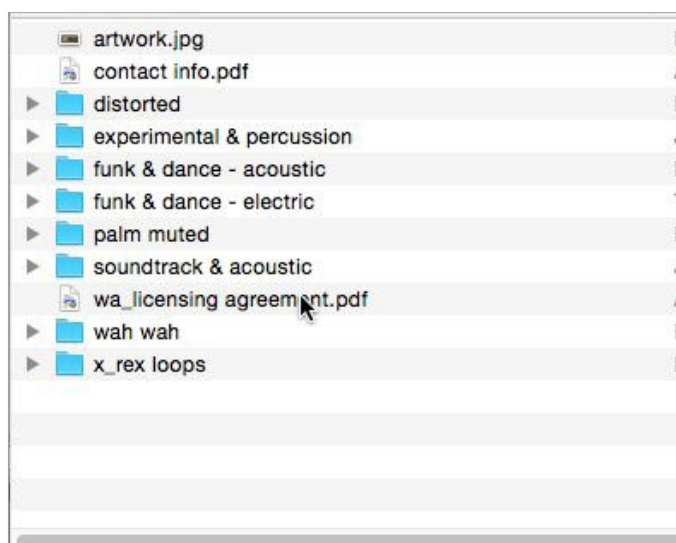 artwork.jpg
contact info.pdf
distorted
experimental & percussion
funk & dance - acoustic
funk & dance - electric
palm muted
soundtrack & acoustic
wa_licensing agreement.pdf
wah wah
x_rex loops